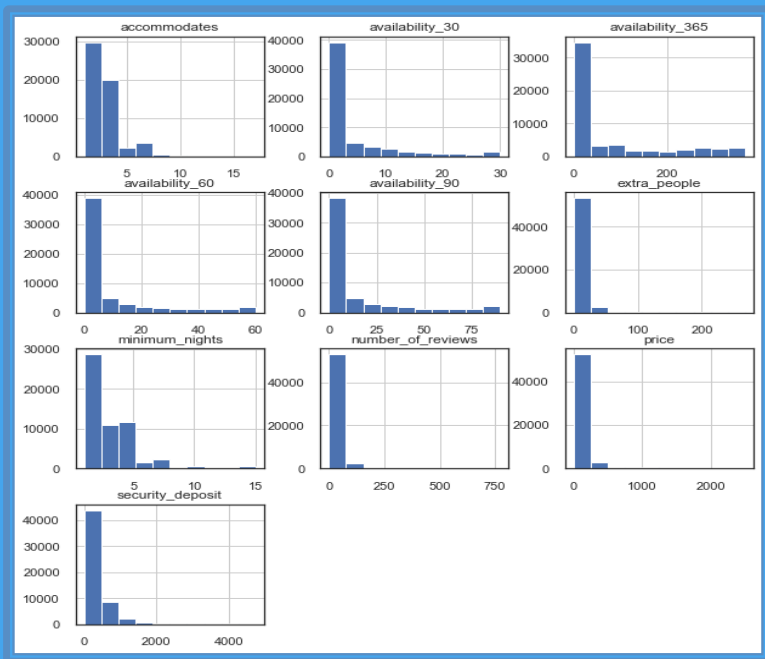 accommodates
30000
20000
10000
0
5 10 15
availability_30
40000
30000
20000
10000
0
0 10 20 30
availability_365
30000
20000
10000
0
0 200
availability_60
40000
30000
20000
10000
0
0 20 40 60
availability_90
40000
30000
20000
10000
0
0 25 50 75
extra_people
40000
20000
0
0 100 200
minimum_nights
30000
20000
10000
0
5 10 15
number_of_reviews
40000
20000
0
0 250 500 750
price
40000
20000
0
0 1000 2000
security_deposit
40000
30000
20000
10000
0
0 2000 4000